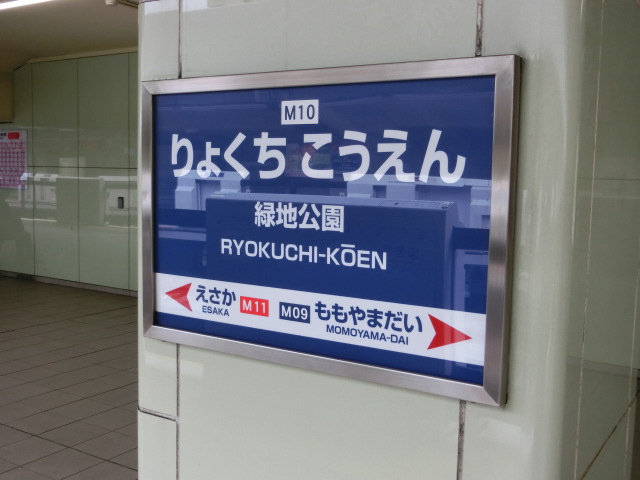 M10
りょくちこうえん
緑地公園
RYOKUCHI-KŌEN
えさか M11 M09 ももやまだい
ESAKA MOMOYAMA-DAI